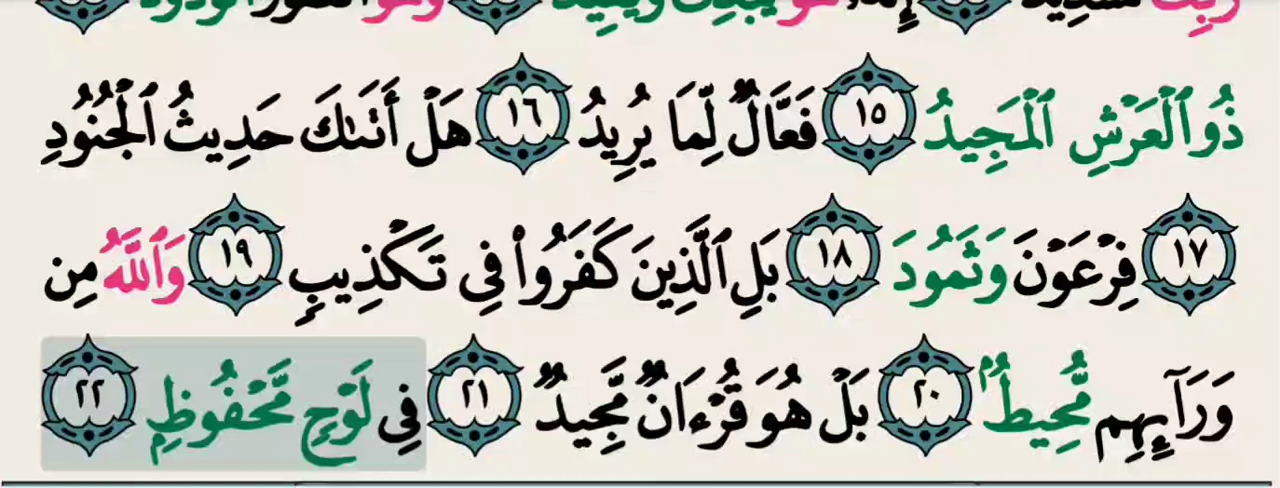 ذُو ٱلْعَرْشِ ٱلْمَجِيدُ ١٥ فَعَّالٌ لِّمَا يُرِيدُ ١٦ هَلْ أَتَىٰكَ حَدِيثُ ٱلْجُنُودِ
١٧ فِرْعَوْنَ وَثَمُودَ ١٨ بَلِ ٱلَّذِينَ كَفَرُوا۟ فِى تَكْذِيبٍ ١٩ وَٱللَّهُ مِن
وَرَآئِهِم مُّحِيطٌۢ ٢٠ بَلْ هُوَ قُرْءَانٌ مَّجِيدٌ ٢١ فِى لَوْحٍ مَّحْفُوظٍۭ ٢٢